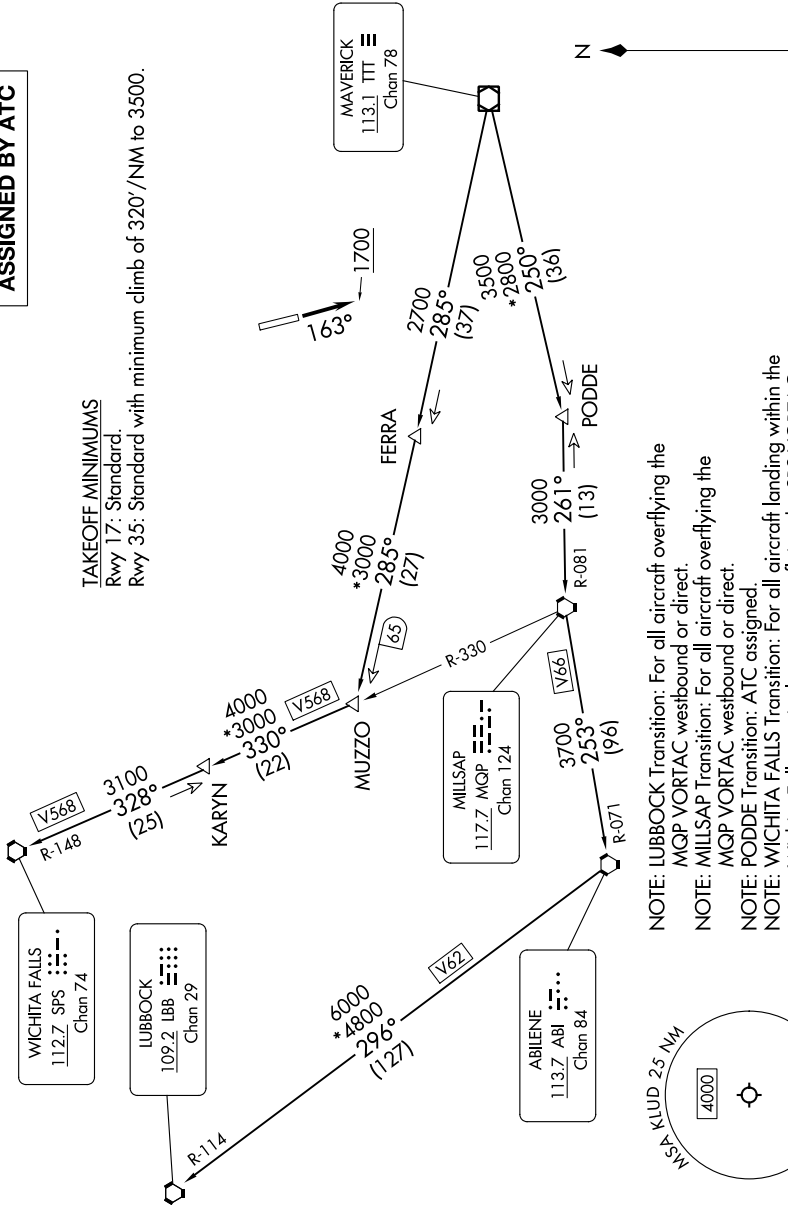 ASSIGNED BY ATC
TAKEOFF MINIMUMS
Rwy 17: Standard.
Rwy 35: Standard with minimum climb of 320'/NM to 3500.
MAVERICK
113.1 TTT
Chan 78
N
1700
163°
2700
285°
(37)
3500
*2800
250°
(36)
FERRA
PODDE
4000
*3000
285°
(27)
65
3000
261°
(13)
R-081
R-330
MUZZO
V568
4000
*3000
330°
(22)
KARYN
V568
3100
328°
(25)
R-148
WICHITA FALLS
112.7 SPS
Chan 74
LUBBOCK
109.2 LBB
Chan 29
MILLSAP
117.7 MQP
Chan 124
V66
3700
253°
(96)
R-071
V62
6000
*4800
296°
(127)
R-114
ABILENE
113.7 ABI
Chan 84
MSA KLUD 25 NM
4000
NOTE: LUBBOCK Transition: For all aircraft overflying the
MQP VORTAC westbound or direct.
NOTE: MILLSAP Transition: For all aircraft overflying the
MQP VORTAC westbound or direct.
NOTE: PODDE Transition: ATC assigned.
NOTE: WICHITA FALLS Transition: For all aircraft landing within the